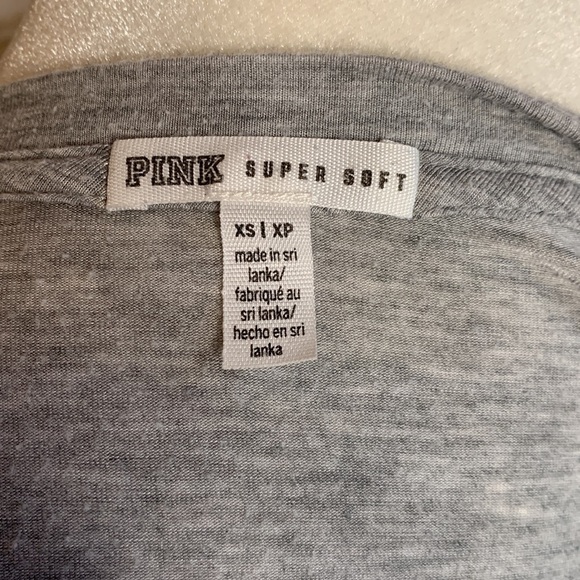 PINK SUPER SOFT
XS | XP
made in sri
lanka/
fabriqué au
sri lanka/
hecho en sri
lanka